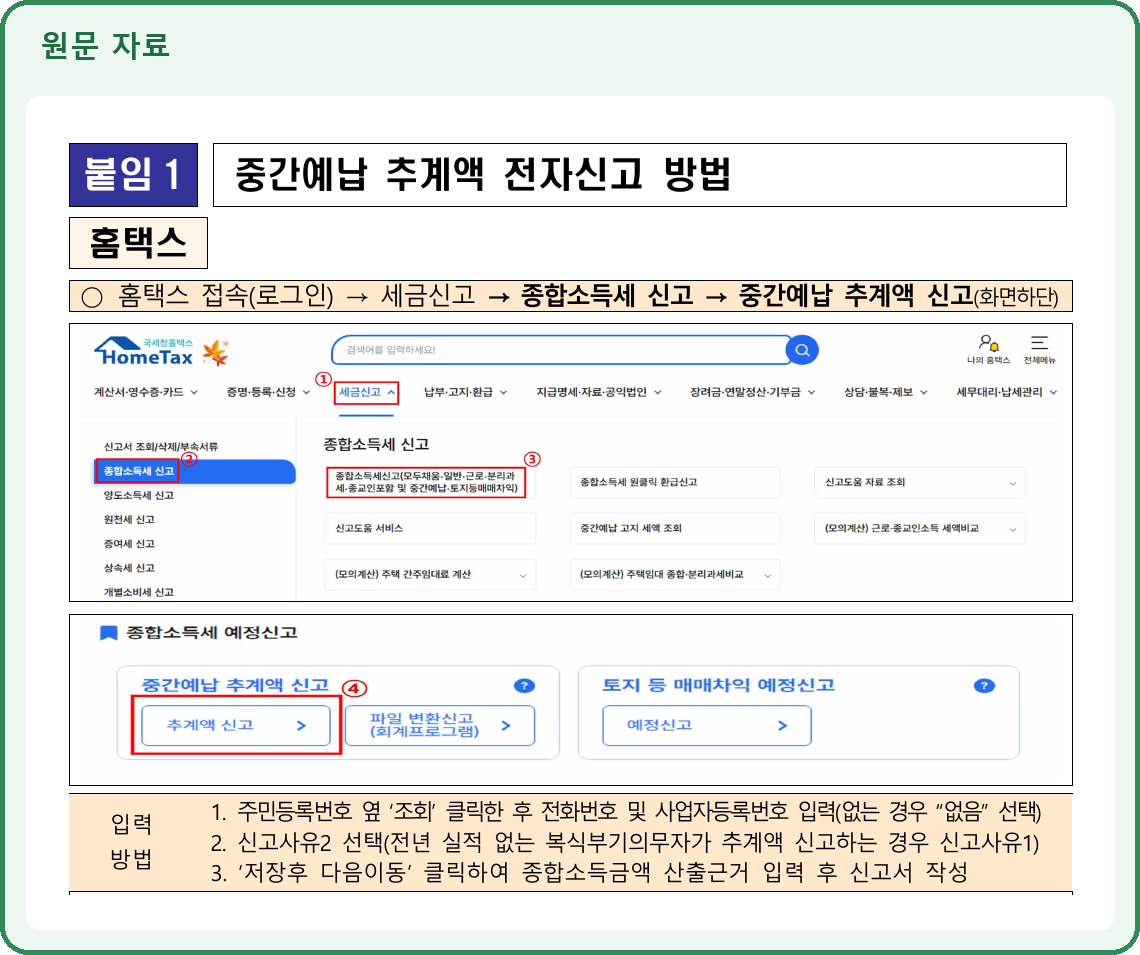 원문 자료
붙임 1
중간예납 추계액 전자신고 방법
홈택스
○ 홈택스 접속(로그인) → 세금신고 → 종합소득세 신고 → 중간예납 추계액 신고(화면하단)
국세청홈택스
HomeTax
검색어를 입력하세요!
나의 홈택스
전체메뉴
계산서·영수증·카드
증명·등록·신청
①
세금신고
납부·고지·환급
지급명세·자료·공익법인
장려금·연말정산·기부금
상담·불복·제보
세무대리·납세관리
신고서 조회/삭제/부속서류
②
종합소득세 신고
양도소득세 신고
원천세 신고
증여세 신고
상속세 신고
개별소비세 신고
종합소득세 신고
③
종합소득세신고(모두채움·일반·근로·분리과
세·종교인포함 및 중간예납·토지등매매차익)
종합소득세 원클릭 환급신고
신고도움 자료 조회
신고도움 서비스
중간예납 고지 세액 조회
(모의계산) 근로·종교인소득 세액비교
(모의계산) 주택 간주임대료 계산
(모의계산) 주택임대 종합·분리과세비교
종합소득세 예정신고
중간예납 추계액 신고
④
?
추계액 신고 >
파일 변환신고
(회계프로그램) >
토지 등 매매차익 예정신고
?
예정신고 >
입력
방법
1. 주민등록번호 옆 ‘조회’ 클릭한 후 전화번호 및 사업자등록번호 입력(없는 경우 “없음” 선택)
2. 신고사유2 선택(전년 실적 없는 복식부기의무자가 추계액 신고하는 경우 신고사유1)
3. ‘저장후 다음이동’ 클릭하여 종합소득금액 산출근거 입력 후 신고서 작성